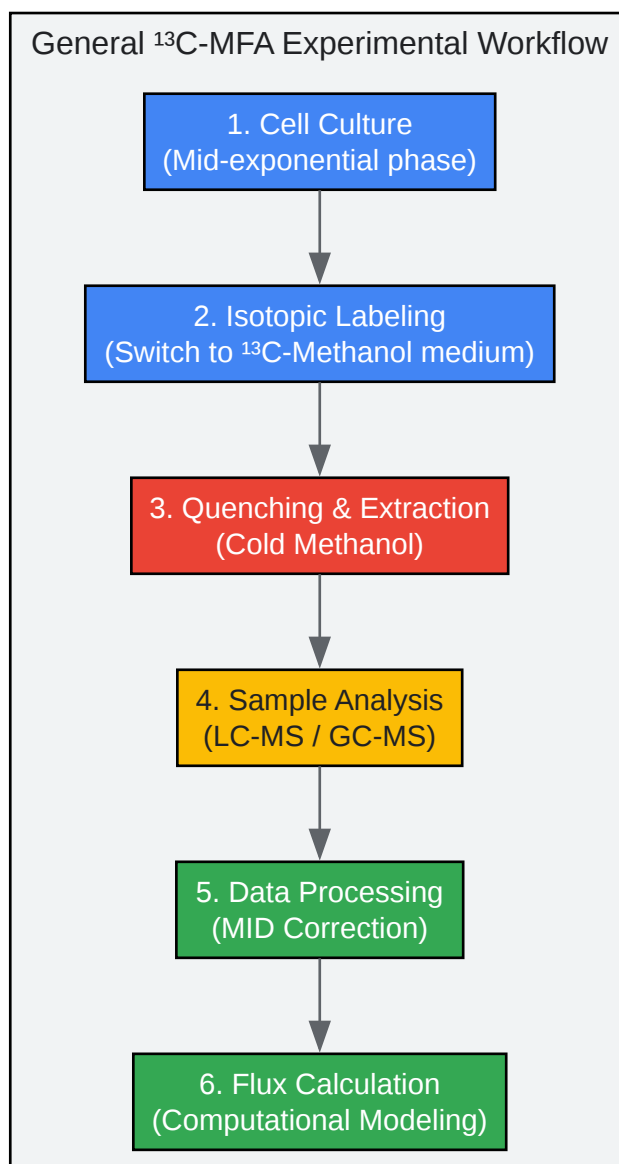 General ¹³C-MFA Experimental Workflow
1. Cell Culture
(Mid-exponential phase)
2. Isotopic Labeling
(Switch to ¹³C-Methanol medium)
3. Quenching & Extraction
(Cold Methanol)
4. Sample Analysis
(LC-MS / GC-MS)
5. Data Processing
(MID Correction)
6. Flux Calculation
(Computational Modeling)